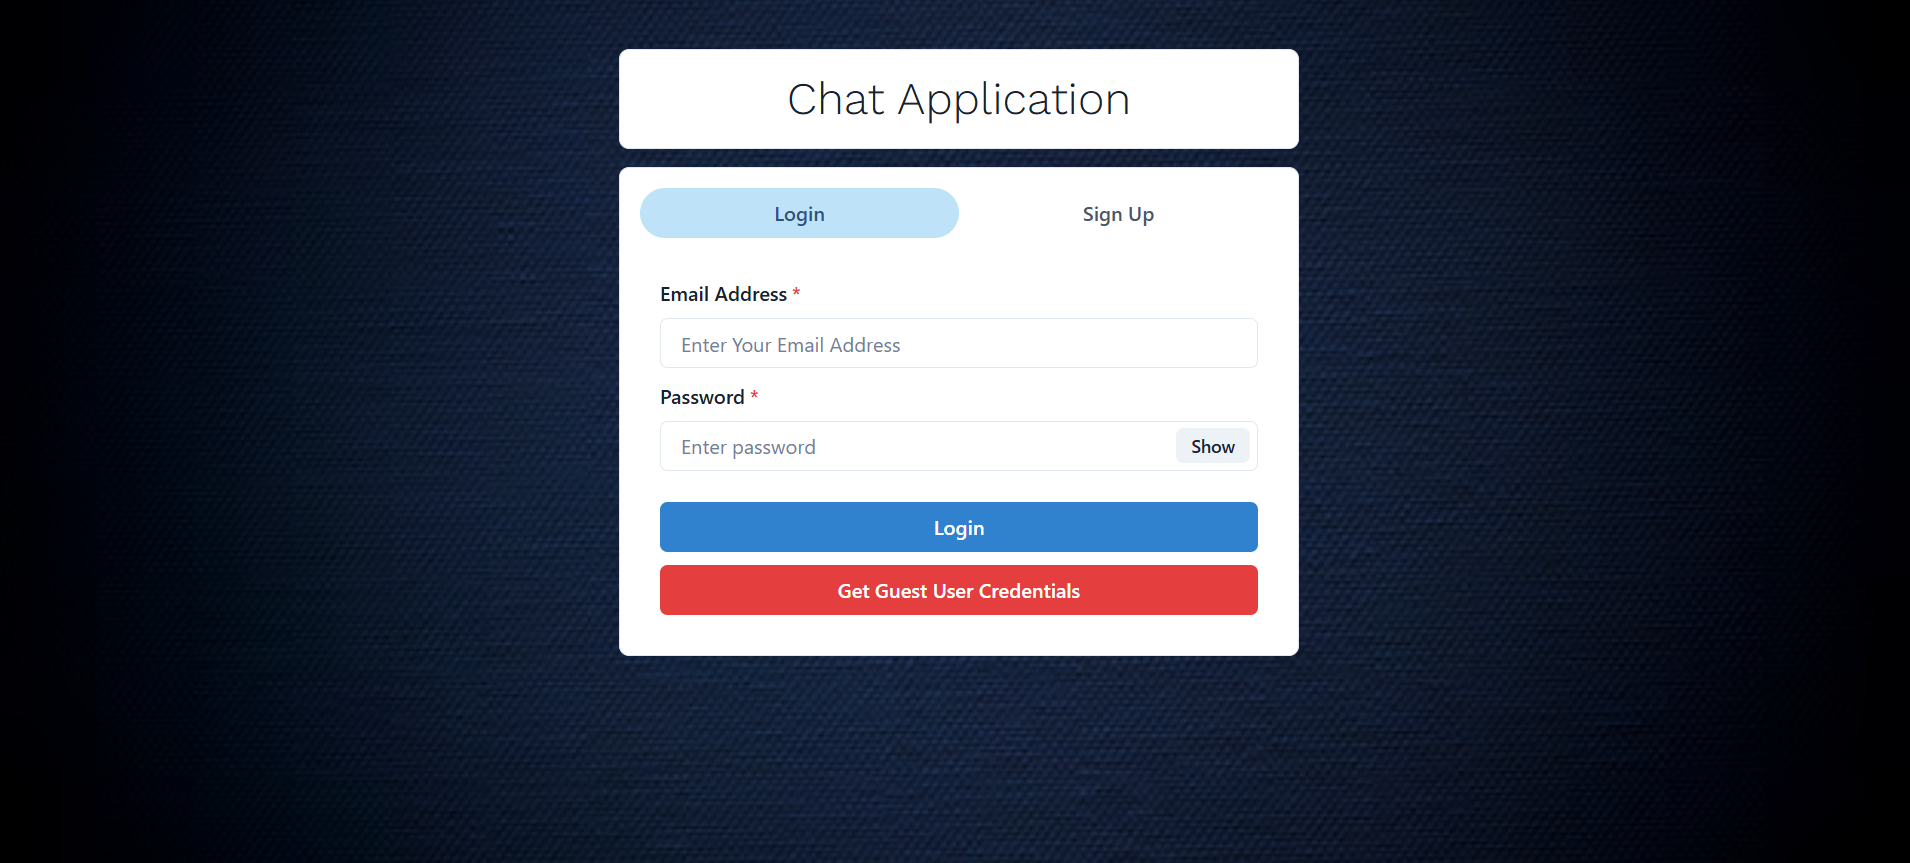 Chat Application
Login
Sign Up
Email Address *
Enter Your Email Address
Password *
Enter password
Show
Login
Get Guest User Credentials